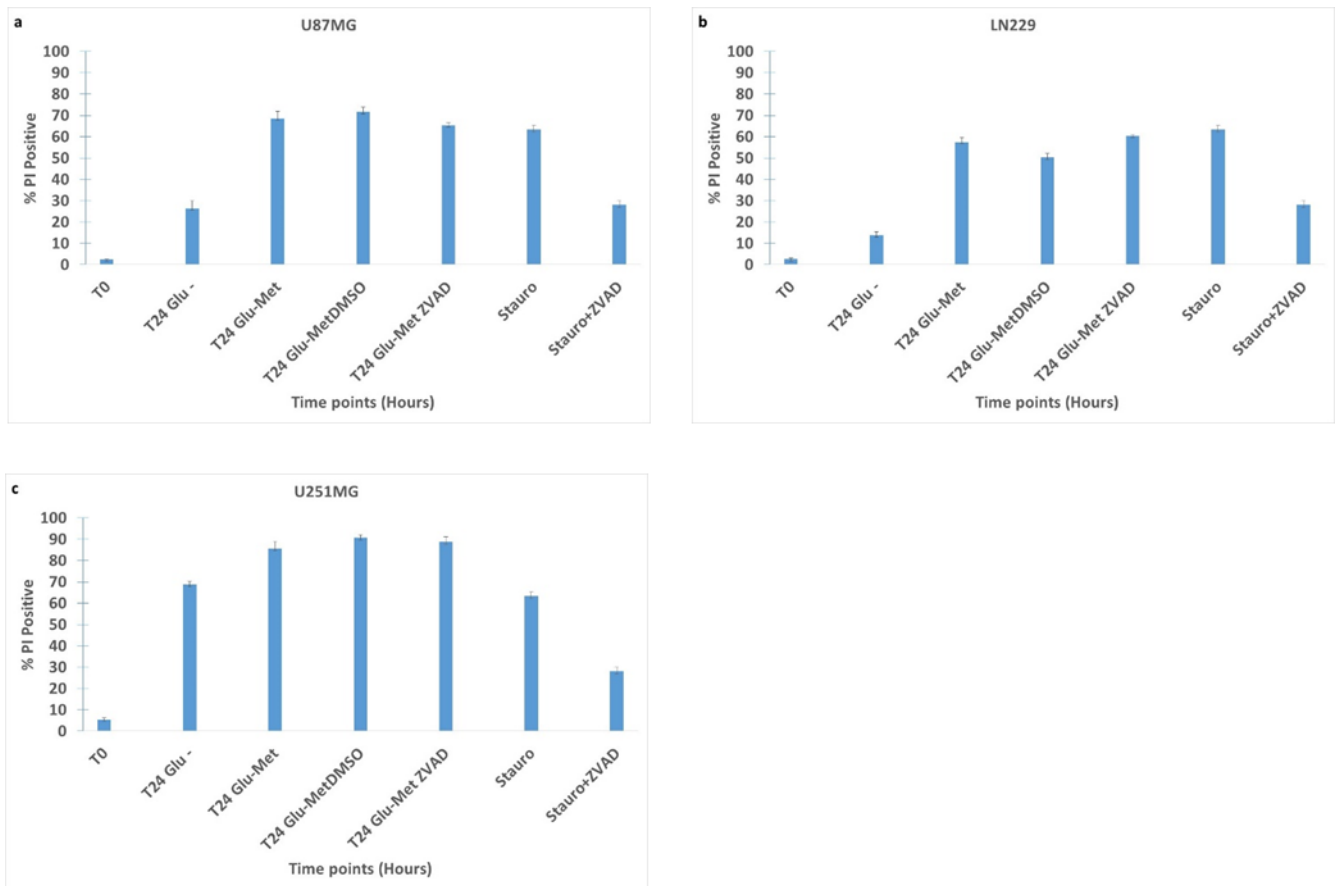 a
U87MG
% PI Positive
100
90
80
70
60
50
40
30
20
10
0
T0
T24 Glu -
T24 Glu-Met
T24 Glu-MetDMSO
T24 Glu-Met ZVAD
Stauro
Stauro+ZVAD
Time points (Hours)
b
LN229
% PI Positive
100
90
80
70
60
50
40
30
20
10
0
T0
T24 Glu -
T24 Glu-Met
T24 Glu-MetDMSO
T24 Glu-Met ZVAD
Stauro
Stauro+ZVAD
Time points (Hours)
c
U251MG
% PI Positive
100
90
80
70
60
50
40
30
20
10
0
T0
T24 Glu -
T24 Glu-Met
T24 Glu-MetDMSO
T24 Glu-Met ZVAD
Stauro
Stauro+ZVAD
Time points (Hours)